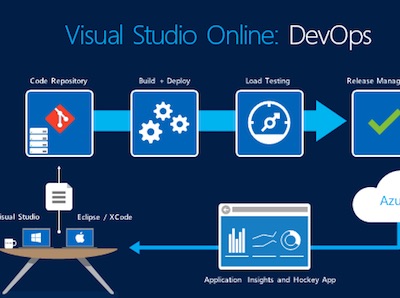 Visual Studio Online: DevOps
Code Repository
Build + Deploy
Load Testing
Release Manag
isual Studio
Eclipse / XCode
Azu
Application Insights and Hockey App